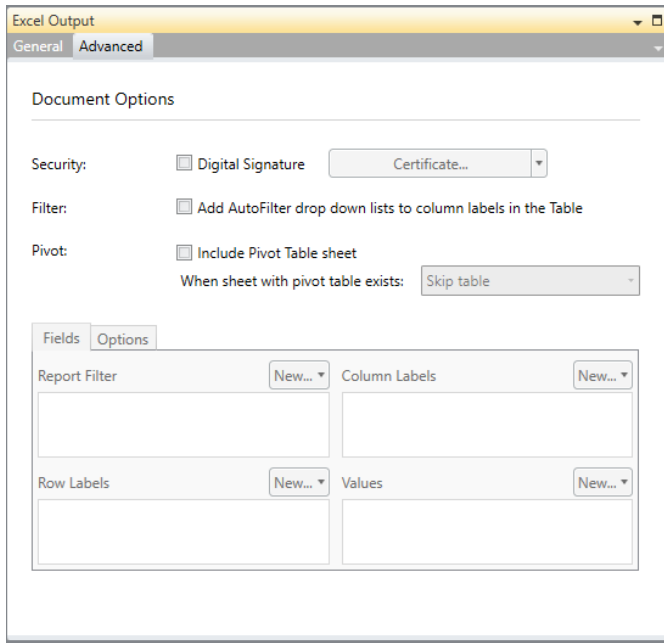 Excel Output
General Advanced
Document Options
Security: Digital Signature Certificate...
Filter: Add AutoFilter drop down lists to column labels in the Table
Pivot: Include Pivot Table sheet
When sheet with pivot table exists: Skip table
Fields Options
Report Filter New... Column Labels New...
Row Labels New... Values New...